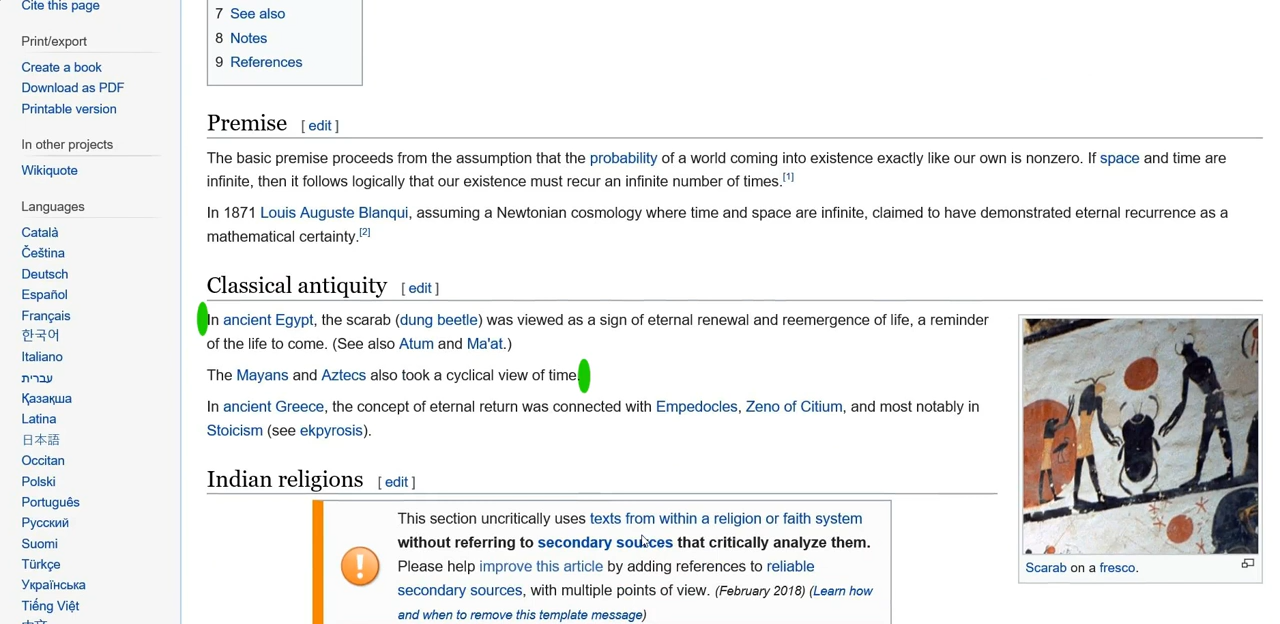 Cite this page
Print/export
Create a book
Download as PDF
Printable version
In other projects
Wikiquote
Languages
Català
Čeština
Deutsch
Español
Français
한국어
Italiano
עברית
Қазақша
Latina
日本語
Occitan
Polski
Português
Русский
Suomi
Türkçe
Українська
Tiếng Việt
7 See also
8 Notes
9 References
Premise [ edit ]
The basic premise proceeds from the assumption that the probability of a world coming into existence exactly like our own is nonzero. If space and time are
infinite, then it follows logically that our existence must recur an infinite number of times.[1]
In 1871 Louis Auguste Blanqui, assuming a Newtonian cosmology where time and space are infinite, claimed to have demonstrated eternal recurrence as a
mathematical certainty.[2]
Classical antiquity [ edit ]
In ancient Egypt, the scarab (dung beetle) was viewed as a sign of eternal renewal and reemergence of life, a reminder
of the life to come. (See also Atum and Ma'at.)
The Mayans and Aztecs also took a cyclical view of time.
In ancient Greece, the concept of eternal return was connected with Empedocles, Zeno of Citium, and most notably in
Stoicism (see ekpyrosis).
Scarab on a fresco.
Indian religions [ edit ]
This section uncritically uses texts from within a religion or faith system
without referring to secondary sources that critically analyze them.
Please help improve this article by adding references to reliable
secondary sources, with multiple points of view. (February 2018) (Learn how
and when to remove this template message)